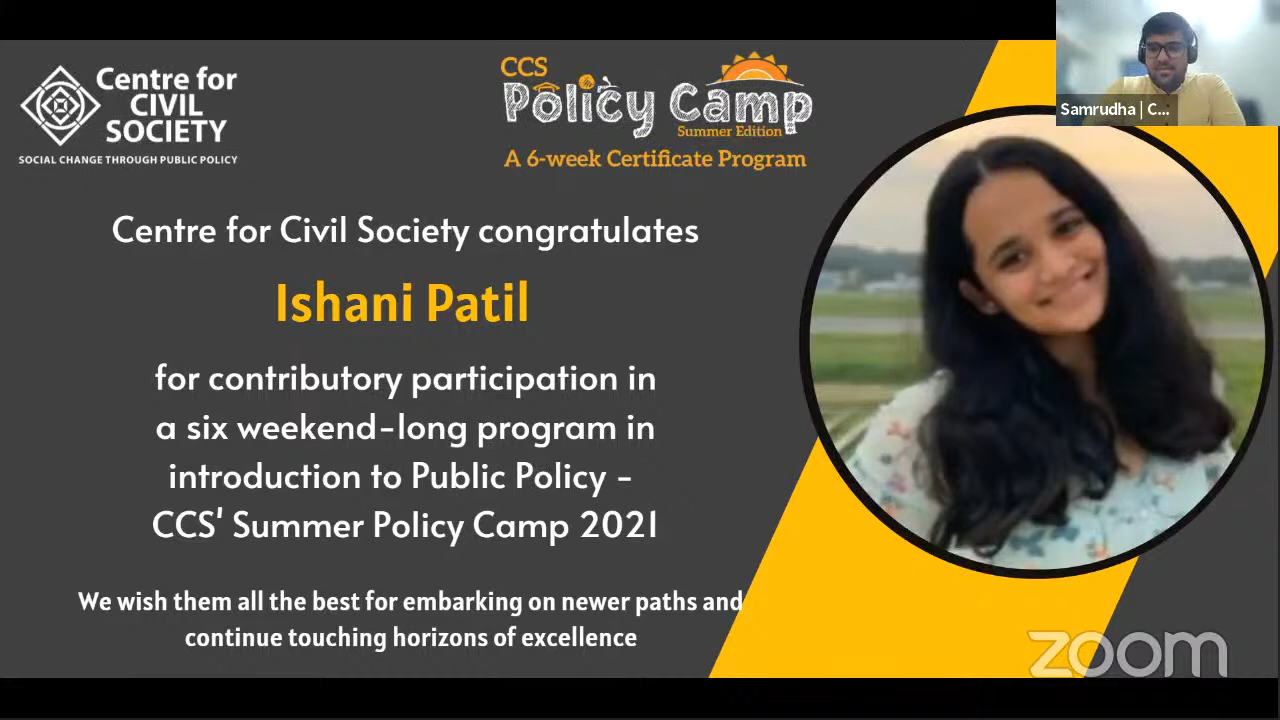 Centre for
CIVIL
SOCIETY
SOCIAL CHANGE THROUGH PUBLIC POLICY
CCS
Policy Camp
Summer Edition
A 6-week Certificate Program
Samrudha | C...
Centre for Civil Society congratulates
Ishani Patil
for contributory participation in
a six weekend-long program in
introduction to Public Policy -
CCS' Summer Policy Camp 2021
We wish them all the best for embarking on newer paths and
continue touching horizons of excellence
zoom